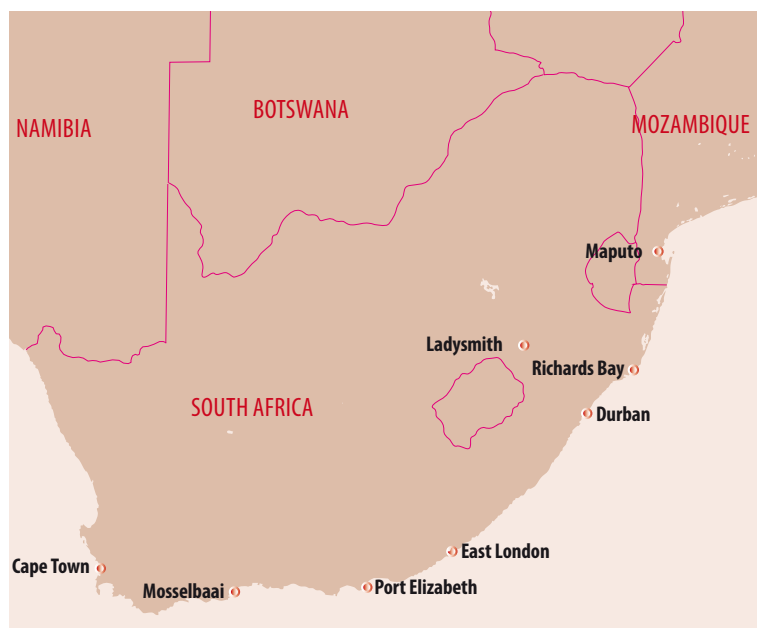 BOTSWANA
NAMIBIA
MOZAMBIQUE
Maputo
Ladysmith
Richards Bay
SOUTH AFRICA
Durban
East London
Cape Town
Mosselbaai
Port Elizabeth